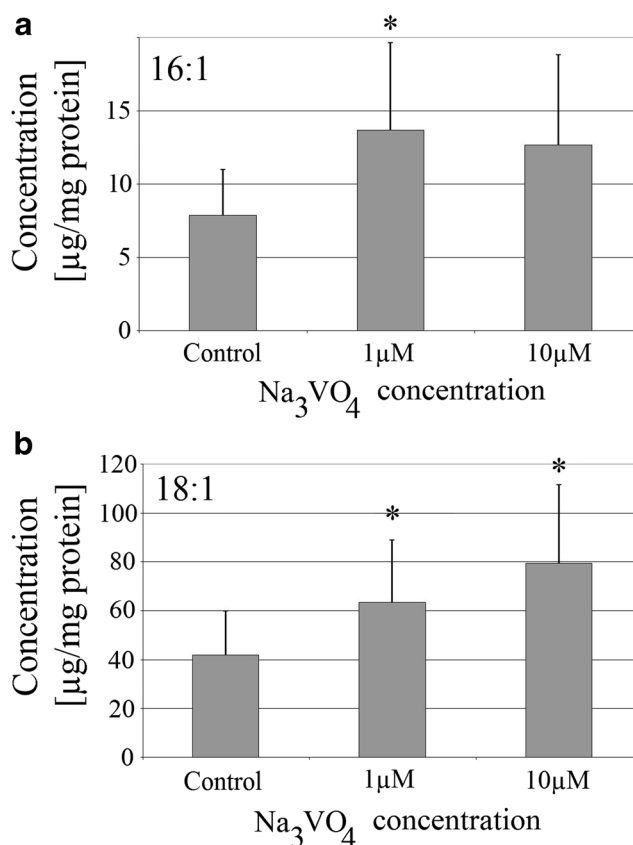 a
*
16:1
Concentration
[µg/mg protein]
15
10
5
0
Control 1µM 10µM
Na3VO4 concentration
b
120
*
18:1
100
*
Concentration
[µg/mg protein]
80
60
40
20
0
Control 1µM 10µM
Na3VO4 concentration